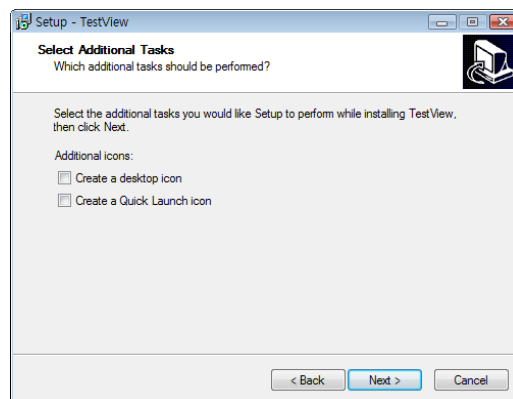 Setup - TestView
Select Additional Tasks
Which additional tasks should be performed?
Select the additional tasks you would like Setup to perform while installing TestView,
then click Next.
Additional icons:
Create a desktop icon
Create a Quick Launch icon
< Back Next > Cancel